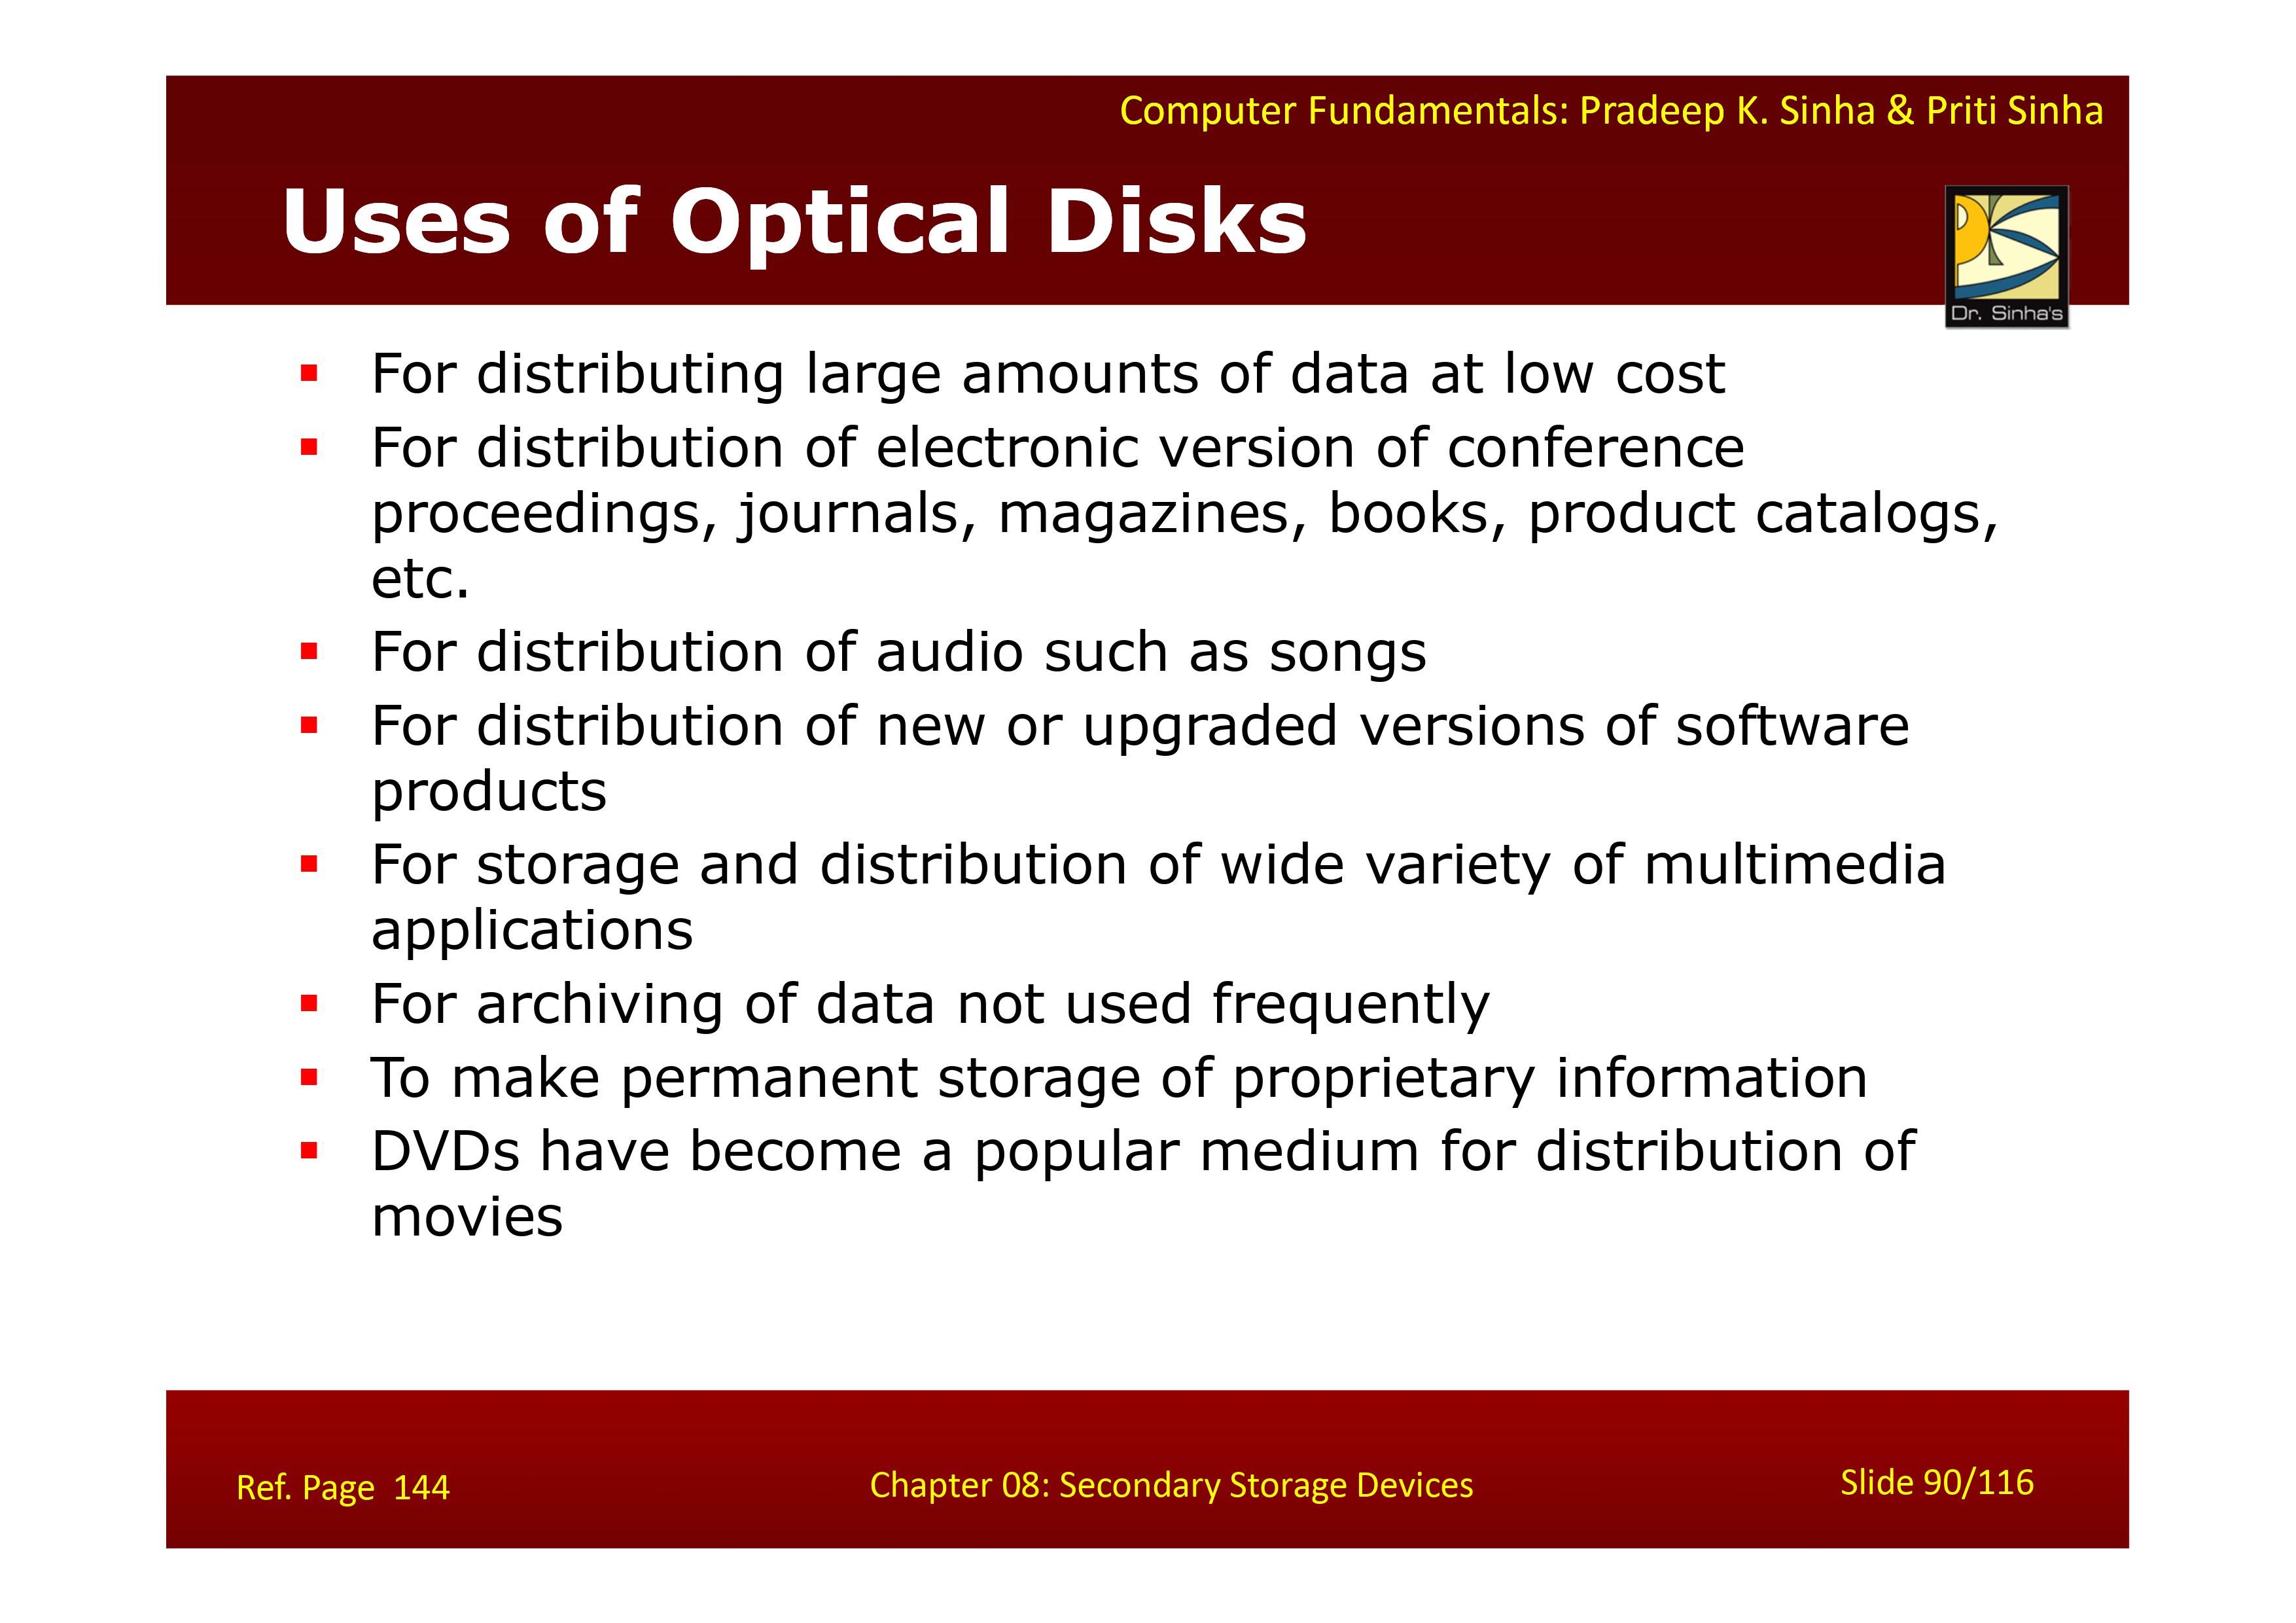 Computer Fundamentals: Pradeep K. Sinha & Priti Sinha
Uses of Optical Disks
Dr. Sinha's
▪ For distributing large amounts of data at low cost
▪ For distribution of electronic version of conference
proceedings, journals, magazines, books, product catalogs,
etc.
▪ For distribution of audio such as songs
▪ For distribution of new or upgraded versions of software
products
▪ For storage and distribution of wide variety of multimedia
applications
▪ For archiving of data not used frequently
▪ To make permanent storage of proprietary information
▪ DVDs have become a popular medium for distribution of
movies
Ref. Page 144
Chapter 08: Secondary Storage Devices
Slide 90/116